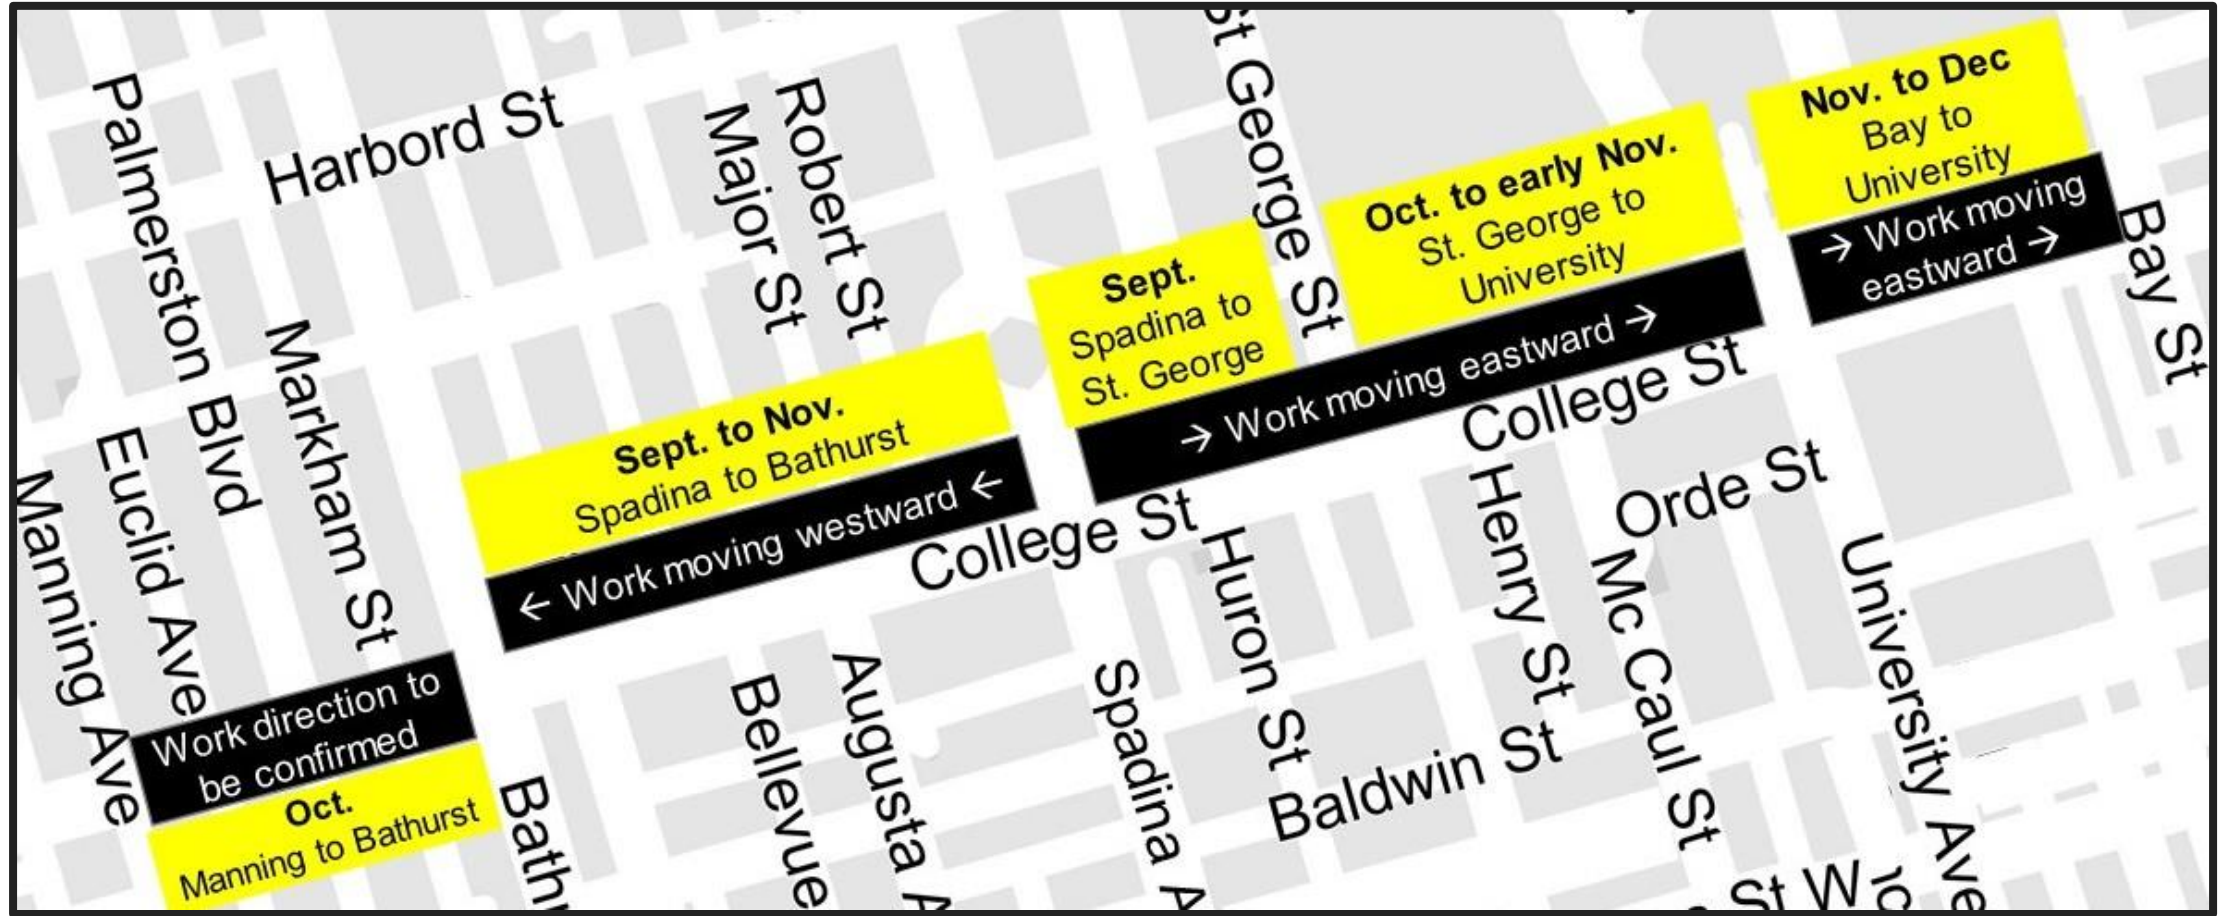 Palmerston Blvd
Harbord St
Major St
Robert St
St George St
Nov. to Dec
Bay to
University
→ Work moving
eastward →
Bay St
Oct. to early Nov.
St. George to
University
Sept.
Spadina to
St. George
→ Work moving eastward →
College St
Sept. to Nov.
Spadina to Bathurst
← Work moving westward ←
College St
Markham St
Euclid Ave
Manning Ave
Work direction to
be confirmed
Oct.
Manning to Bathurst
Bellevue
Augusta A
Spadina A
Huron St
Baldwin St
Henry St
Orde St
Mc Caul St
University Ave
St W